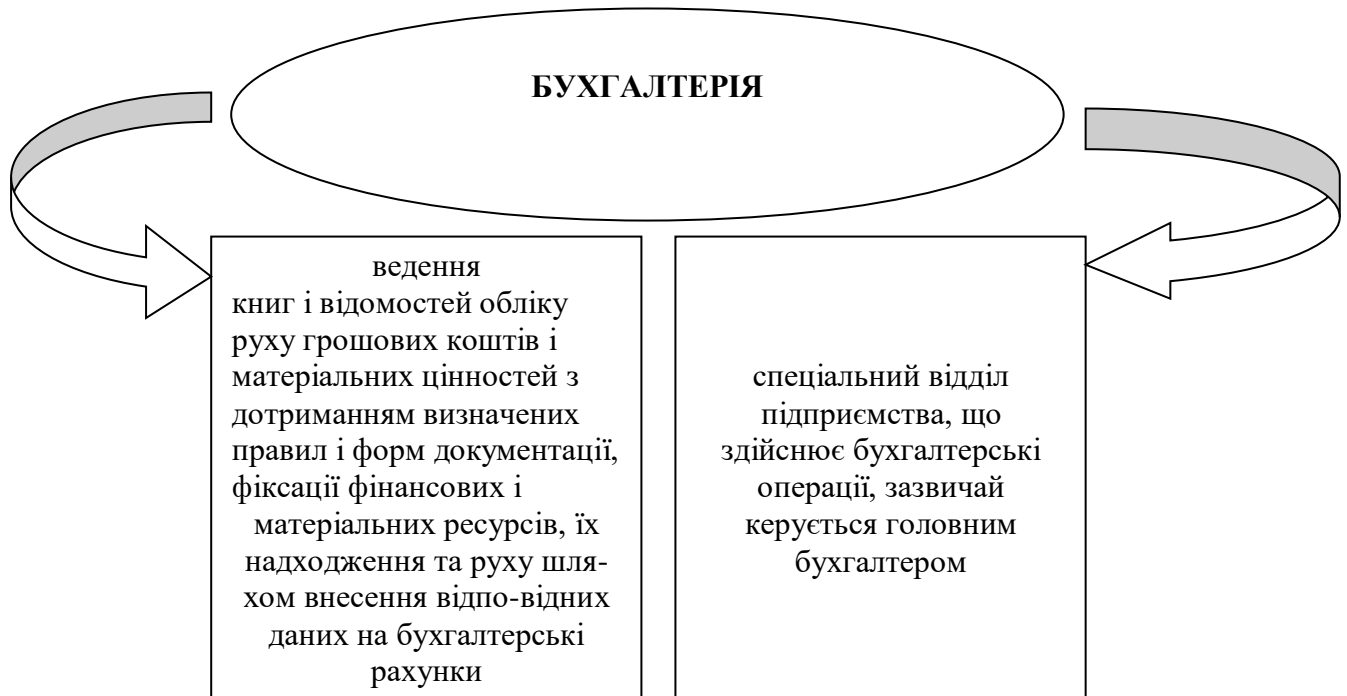 БУХГАЛТЕРІЯ
ведення
книг і відомостей обліку
руху грошових коштів і
матеріальних цінностей з
дотриманням визначених
правил і форм документації,
фіксації фінансових і
матеріальних ресурсів, їх
надходження та руху шля-
хом внесення відпо-відних
даних на бухгалтерські
рахунки
спеціальний відділ
підприємства, що
здійснює бухгалтерські
операції, зазвичай
керується головним
бухгалтером